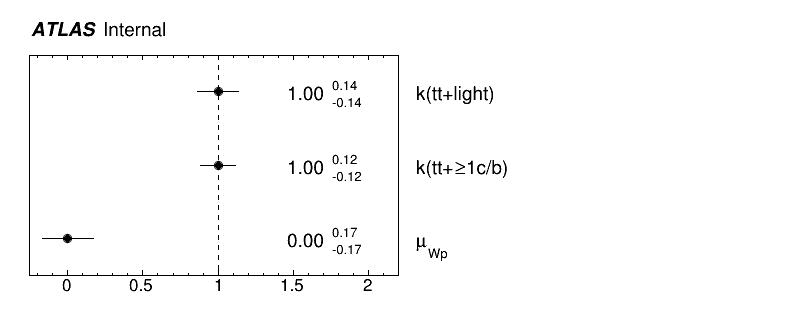 ATLAS Internal
1.00 0.14 -0.14 k(tt+light)
1.00 0.12 -0.12 k(tt+≥1c/b)
0.00 0.17 -0.17 μWp
0 0.5 1 1.5 2